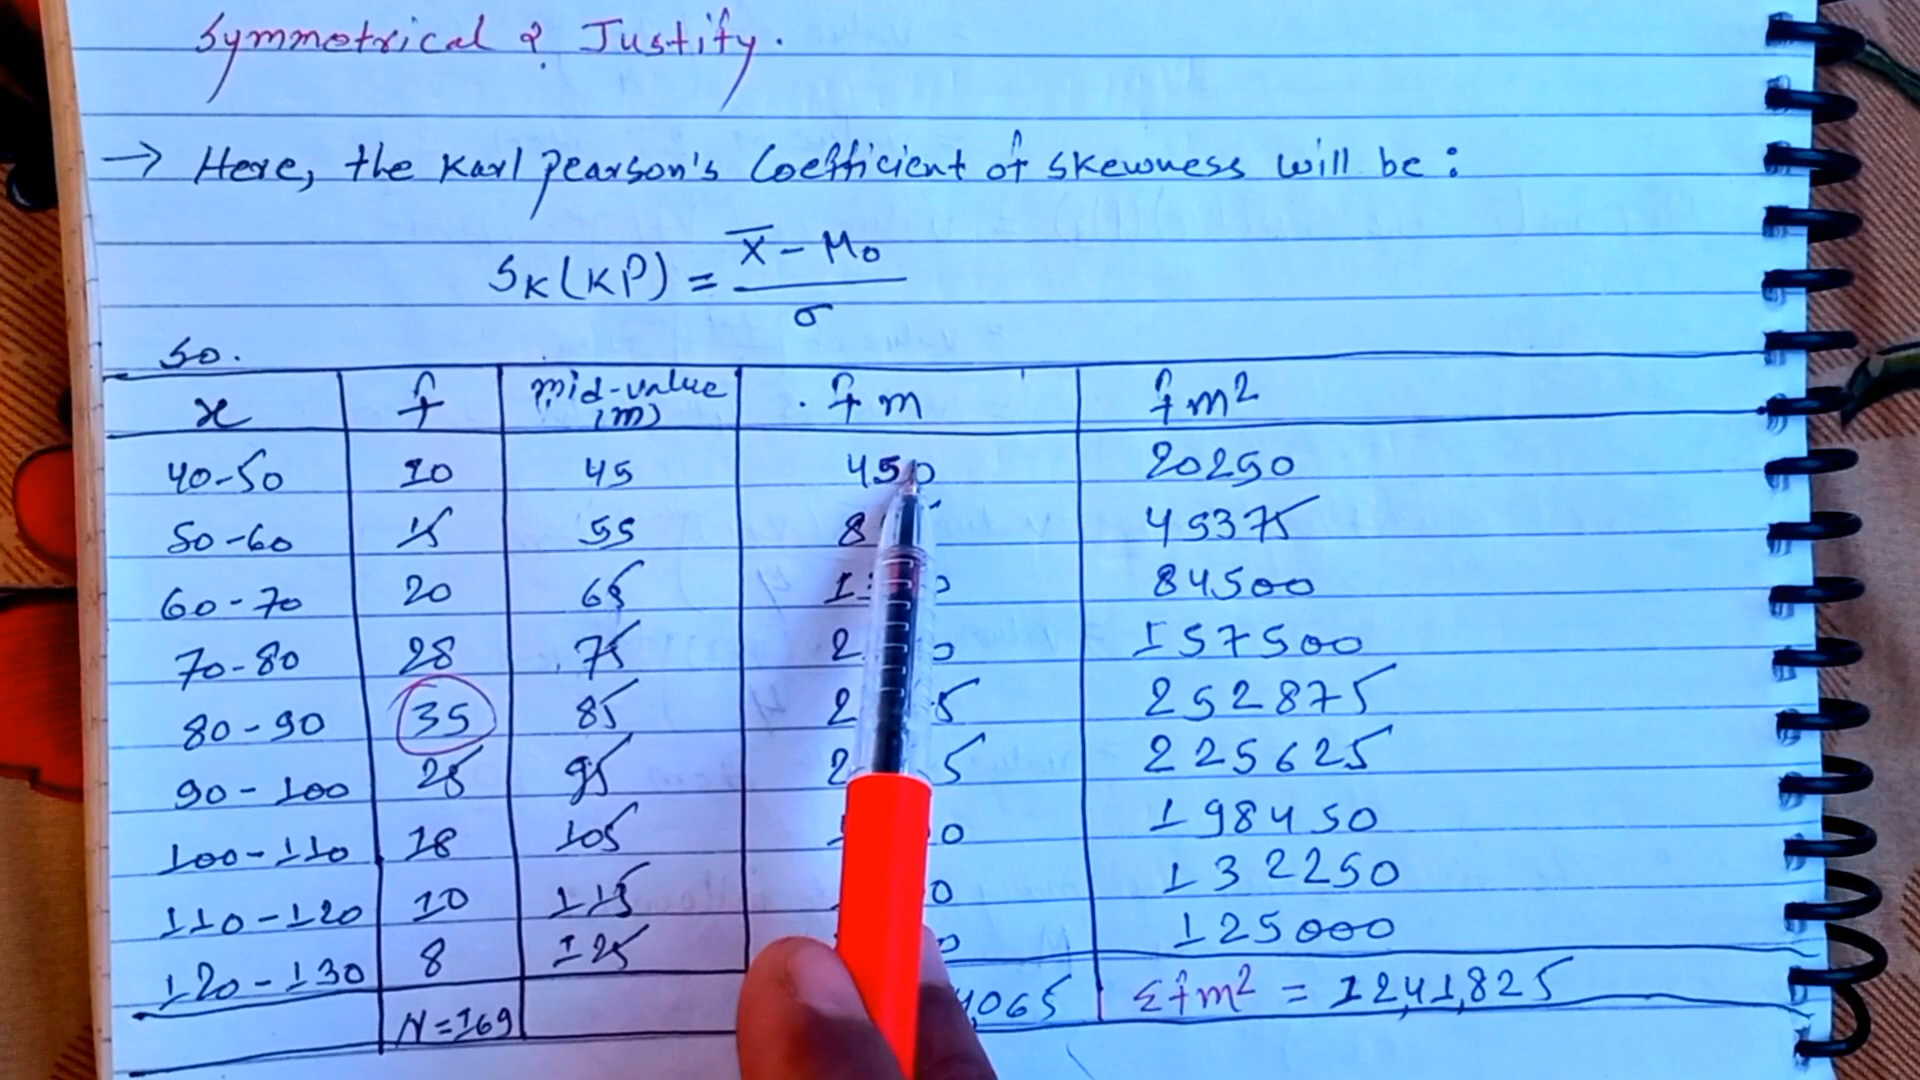 Symmetrical ? Justify.
→ Here, the Karl Pearson's Coefficient of Skewness will be :
SK(KP) = (X̄ - Mo) / σ
So.
x f mid-value (m) fm fm²
40-50 10 45 450 20250
50-60 15 55 45375
60-70 20 65 84500
70-80 28 75 157500
80-90 35 85 252875
90-100 25 95 225625
100-110 18 105 198450
110-120 10 115 132250
120-130 8 125 125000
N=169 Σfm² = 1241,825